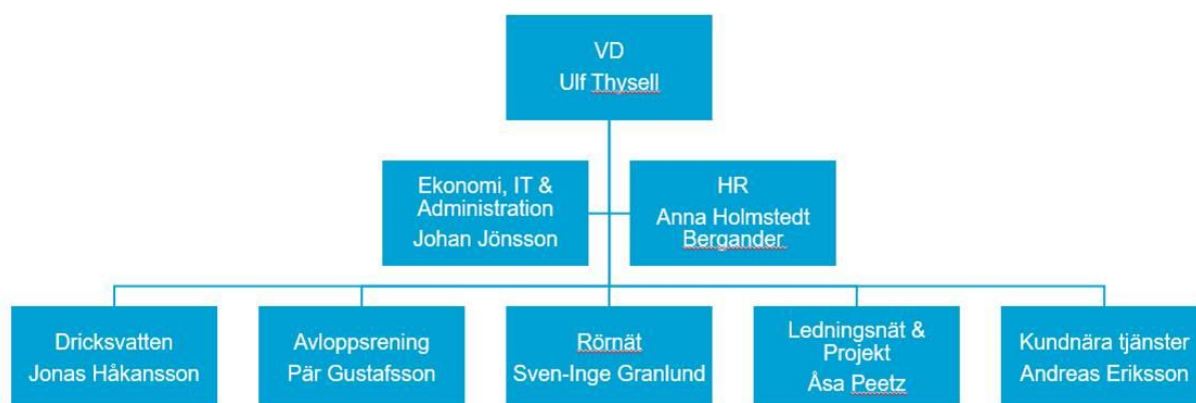 VD
Ulf Thysell
Ekonomi, IT &
Administration
Johan Jönsson
HR
Anna Holmstedt
Bergander
Dricksvatten
Jonas Håkansson
Avloppsrening
Pär Gustafsson
Rörnät
Sven-Inge Granlund
Ledningsnät &
Projekt
Åsa Peetz
Kundnära tjänster
Andreas Eriksson